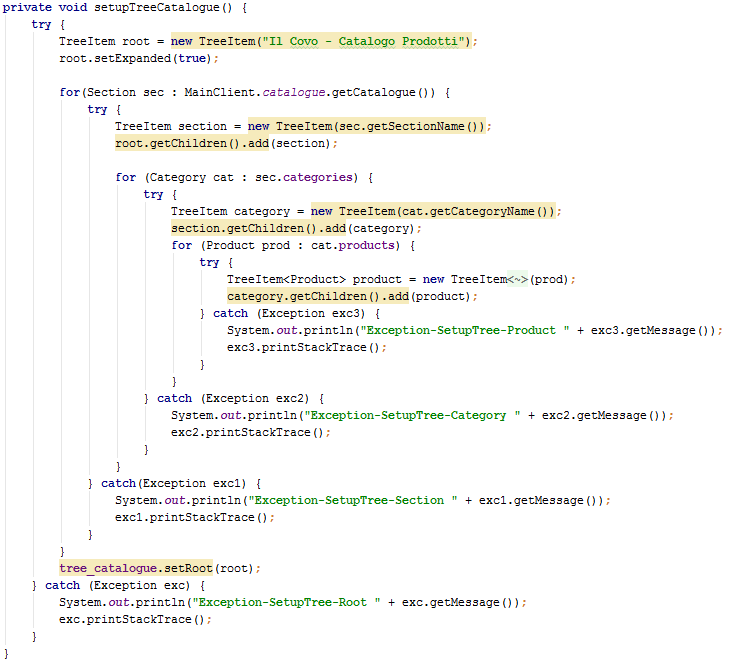 private void setupTreeCatalogue() {
    try {
        TreeItem root = new TreeItem("Il Covo - Catalogo Prodotti");
        root.setExpanded(true);

        for(Section sec : MainClient.catalogue.getCatalogue()) {
            try {
                TreeItem section = new TreeItem(sec.getSectionName());
                root.getChildren().add(section);

                for (Category cat : sec.categories) {
                    try {
                        TreeItem category = new TreeItem(cat.getCategoryName());
                        section.getChildren().add(category);
                        for (Product prod : cat.products) {
                            try {
                                TreeItem<Product> product = new TreeItem<~>(prod);
                                category.getChildren().add(product);
                            } catch (Exception exc3) {
                                System.out.println("Exception-SetupTree-Product " + exc3.getMessage());
                                exc3.printStackTrace();
                            }
                        }
                    } catch (Exception exc2) {
                        System.out.println("Exception-SetupTree-Category " + exc2.getMessage());
                        exc2.printStackTrace();
                    }
                }
            } catch(Exception exc1) {
                System.out.println("Exception-SetupTree-Section " + exc1.getMessage());
                exc1.printStackTrace();
            }
        }
        tree_catalogue.setRoot(root);
    } catch (Exception exc) {
        System.out.println("Exception-SetupTree-Root " + exc.getMessage());
        exc.printStackTrace();
    }
}